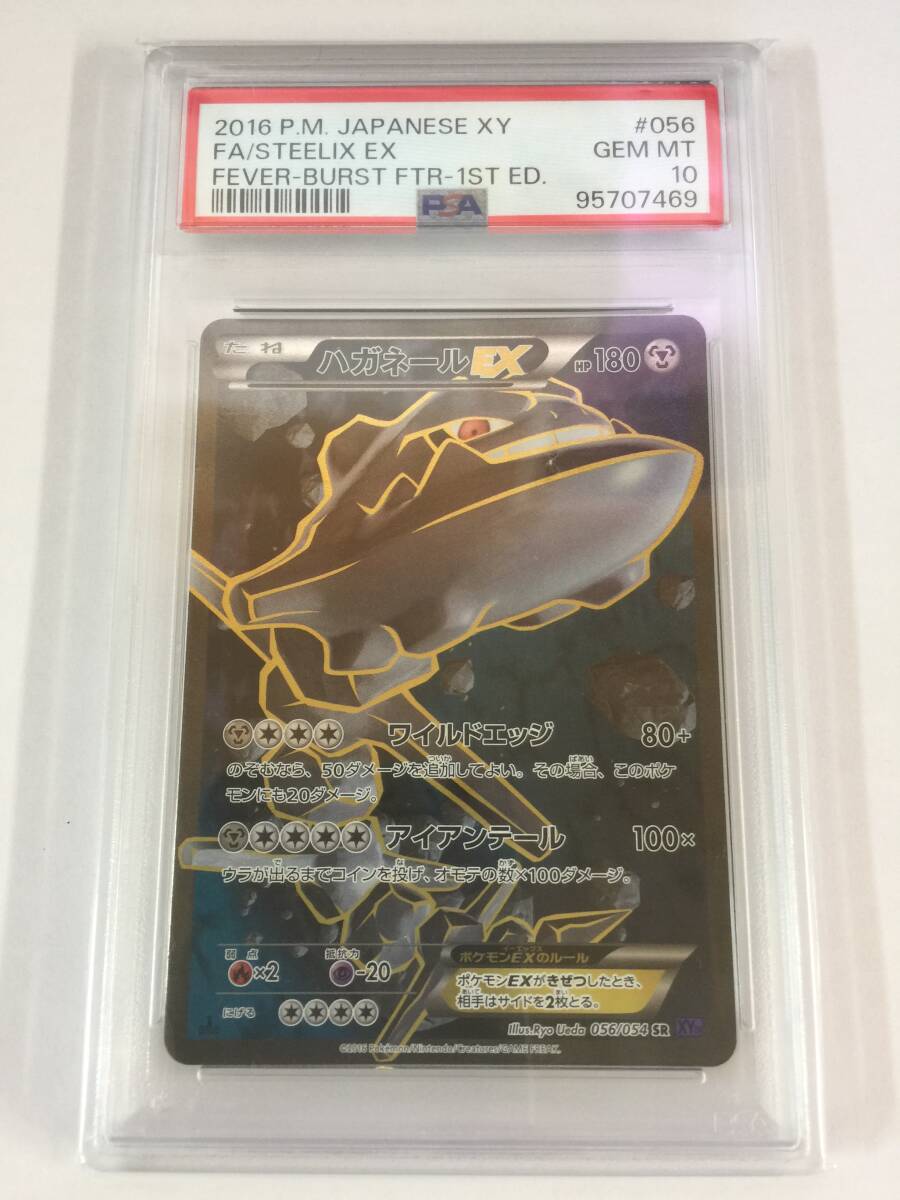 2016 P.M. JAPANESE XY #056
FA/STEELIX EX GEM MT
FEVER-BURST FTR-1ST ED. 10
PSA 95707469
たね ハガネールEX HP180
ワイルドエッジ 80+
のぞむなら、50ダメージを追加してよい。その場合、このポケ
モンにも20ダメージ。
アイアンテール 100×
ウラが出るまでコインを投げ、オモテの数×100ダメージ。
弱点 抵抗力
×2 -20
にげる
ポケモンEXのルール
ポケモンEXがきぜつしたとき、
相手はサイドを2枚とる。
Illus.Ryo Ueda 056/054 SR XY
©2016 Pokémon/Nintendo/Creatures/GAME FREAK.